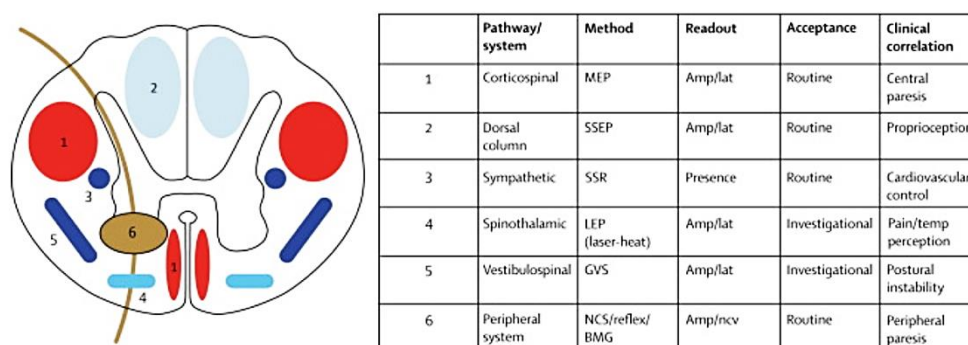 2
1
3
6
5
1
4
Pathway/ system Method Readout Acceptance Clinical correlation
1 Corticospinal MEP Amp/lat Routine Central paresis
2 Dorsal column SSEP Amp/lat Routine Proprioception
3 Sympathetic SSR Presence Routine Cardiovascular control
4 Spinothalamic LEP (laser-heat) Amp/lat Investigational Pain/temp perception
5 Vestibulospinal GVS Amp/lat Investigational Postural instability
6 Peripheral system NCS/reflex/ BMG Amp/ncv Routine Peripheral paresis